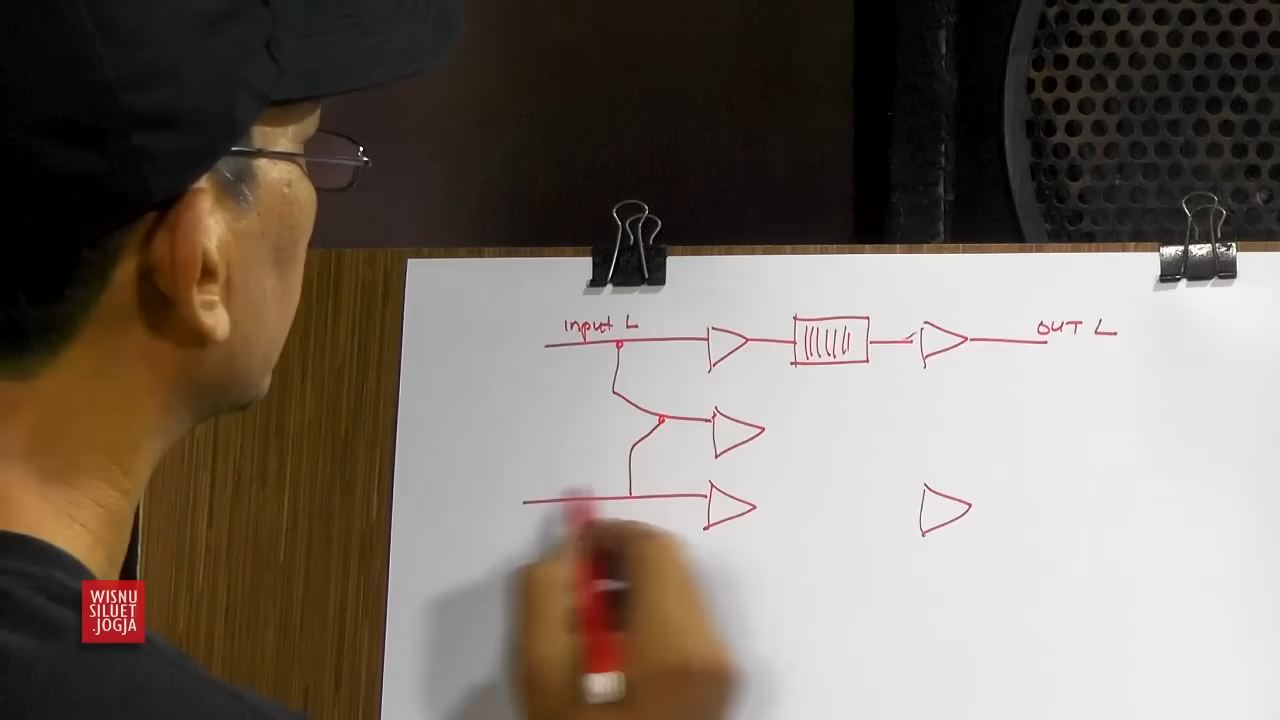 Input L
OUT L
WISNU
SILUET
.JOGJA